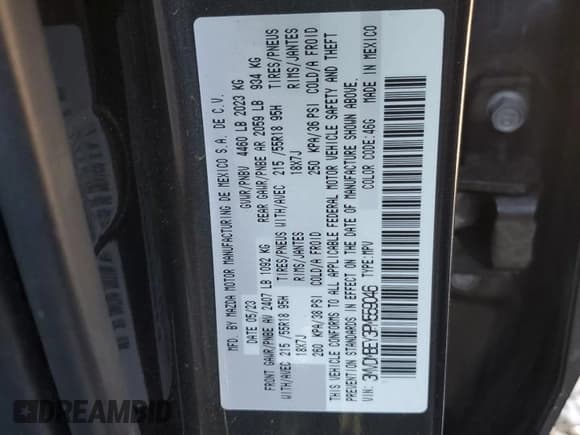 MFD. BY MAZDA MOTOR MANUFACTURING DE MEXICO S.A. DE C.V.
DATE 05/23 GVWR/PNBV 4460 LB 2023 KG
FRONT GAWR/PNBE AV 2407 LB 1092 KG REAR GAWR/PNBE AR 2059 LB 934 KG
WITH/AVEC 215 /55R18 95H TIRES/PNEUS WITH/AVEC 215 /55R18 95H TIRES/PNEUS
18X7J RIMS/JANTES 18X7J RIMS/JANTES
260 KPA/38 PSI COLD/A FROID 250 KPA/36 PSI COLD/A FROID
THIS VEHICLE CONFORMS TO ALL APPLICABLE FEDERAL MOTOR VEHICLE SAFETY AND THEFT
PREVENTION STANDARDS IN EFFECT ON THE DATE OF MANUFACTURE SHOWN ABOVE.
VIN: TYPE:MPV COLOR CODE:46G MADE IN MEXICO
DREAMBID